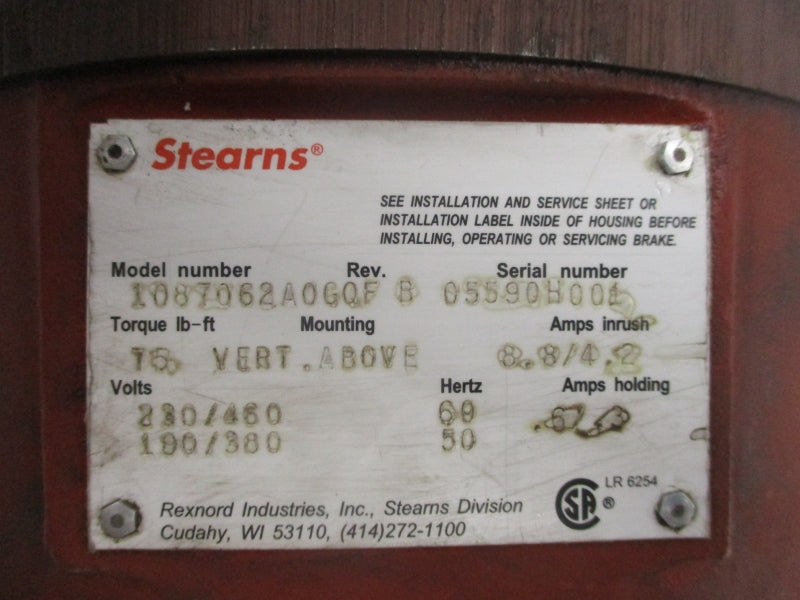 Stearns®
SEE INSTALLATION AND SERVICE SHEET OR
INSTALLATION LABEL INSIDE OF HOUSING BEFORE
INSTALLING, OPERATING OR SERVICING BRAKE.
Model number Rev. Serial number
1087062A0GQF B 05590H001
Torque lb-ft Mounting Amps inrush
15 VERT.ABOVE 8.8/4.2
Volts Hertz Amps holding
230/460 60
190/380 50
LR 6254
SA ®
Rexnord Industries, Inc., Stearns Division
Cudahy, WI 53110, (414)272-1100